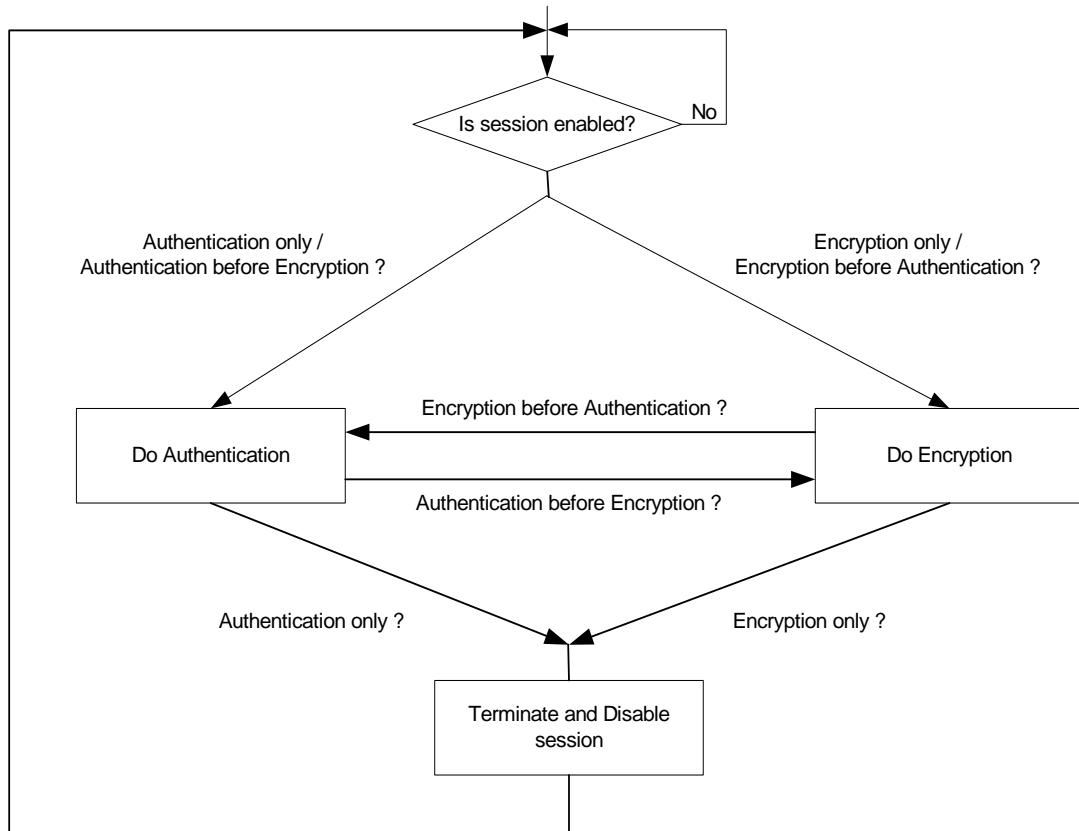 Is session enabled?
No
Authentication only /
Authentication before Encryption ?
Encryption only /
Encryption before Authentication ?
Encryption before Authentication ?
Do Authentication
Do Encryption
Authentication before Encryption ?
Authentication only ?
Encryption only ?
Terminate and Disable
session